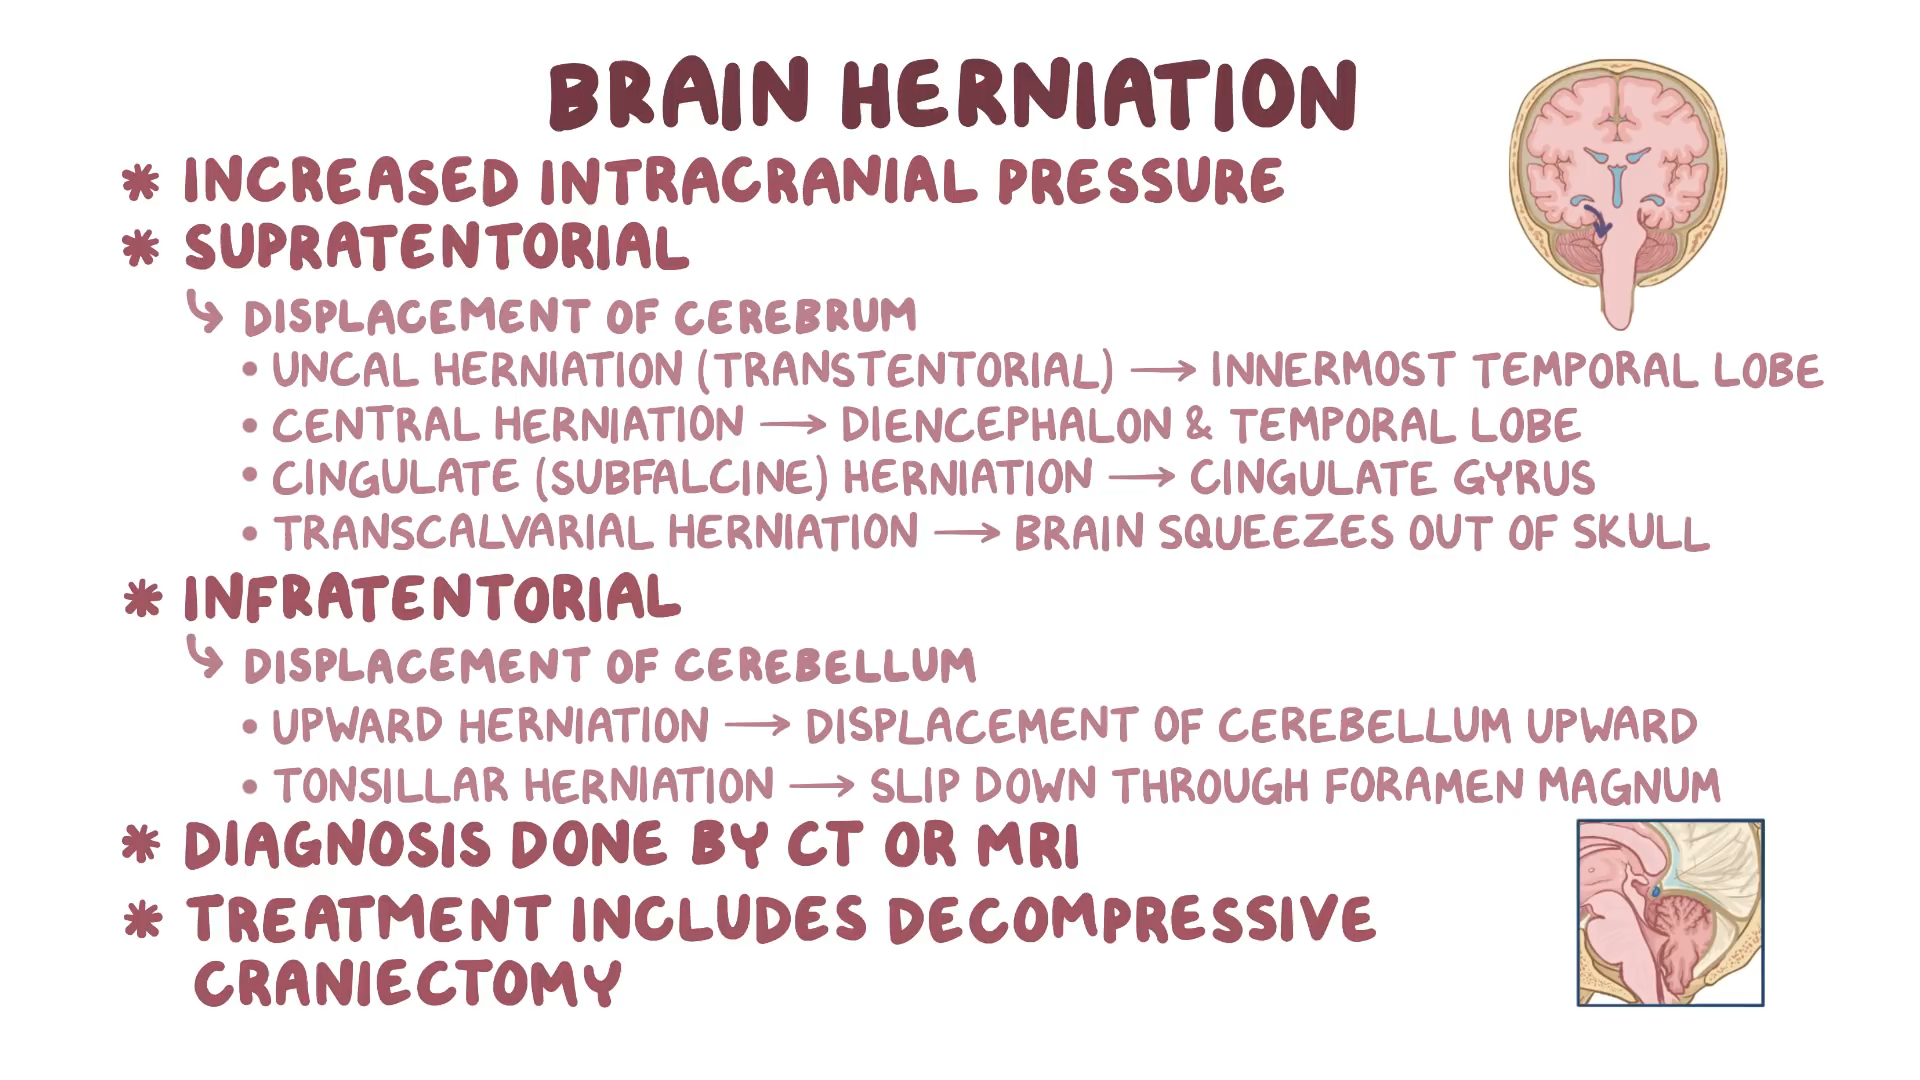 BRAIN HERNIATION
* INCREASED INTRACRANIAL PRESSURE
* SUPRATENTORIAL
↳ DISPLACEMENT OF CEREBRUM
• UNCAL HERNIATION (TRANSTENTORIAL) → INNERMOST TEMPORAL LOBE
• CENTRAL HERNIATION → DIENCEPHALON & TEMPORAL LOBE
• CINGULATE (SUBFALCINE) HERNIATION → CINGULATE GYRUS
• TRANSCALVARIAL HERNIATION → BRAIN SQUEEZES OUT OF SKULL
* INFRATENTORIAL
↳ DISPLACEMENT OF CEREBELLUM
• UPWARD HERNIATION → DISPLACEMENT OF CEREBELLUM UPWARD
• TONSILLAR HERNIATION → SLIP DOWN THROUGH FORAMEN MAGNUM
* DIAGNOSIS DONE BY CT OR MRI
* TREATMENT INCLUDES DECOMPRESSIVE
CRANIECTOMY